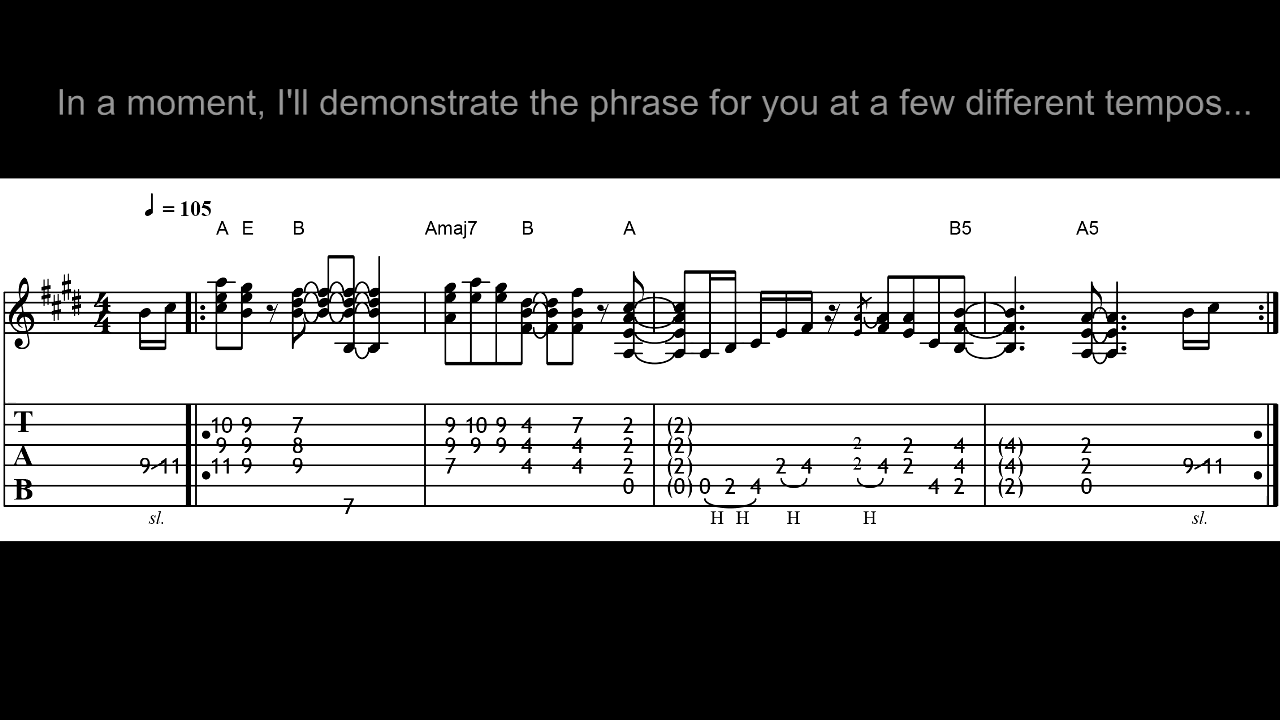 In a moment, I'll demonstrate the phrase for you at a few different tempos...
♩ = 105
A E B Amaj7 B A B5 A5
4
4
T 10 9 7 9 10 9 4 7 2 (2)
9 9 8 9 9 9 4 4 2 (2) 2 2 4 (4) 2
A 9 11 11 9 9 7 4 4 2 (2) 2 4 2 4 2 4 (4) 2 9 11
B 0 (0) 0 2 4 4 2 (2) 0
7
sl. H H H H sl.